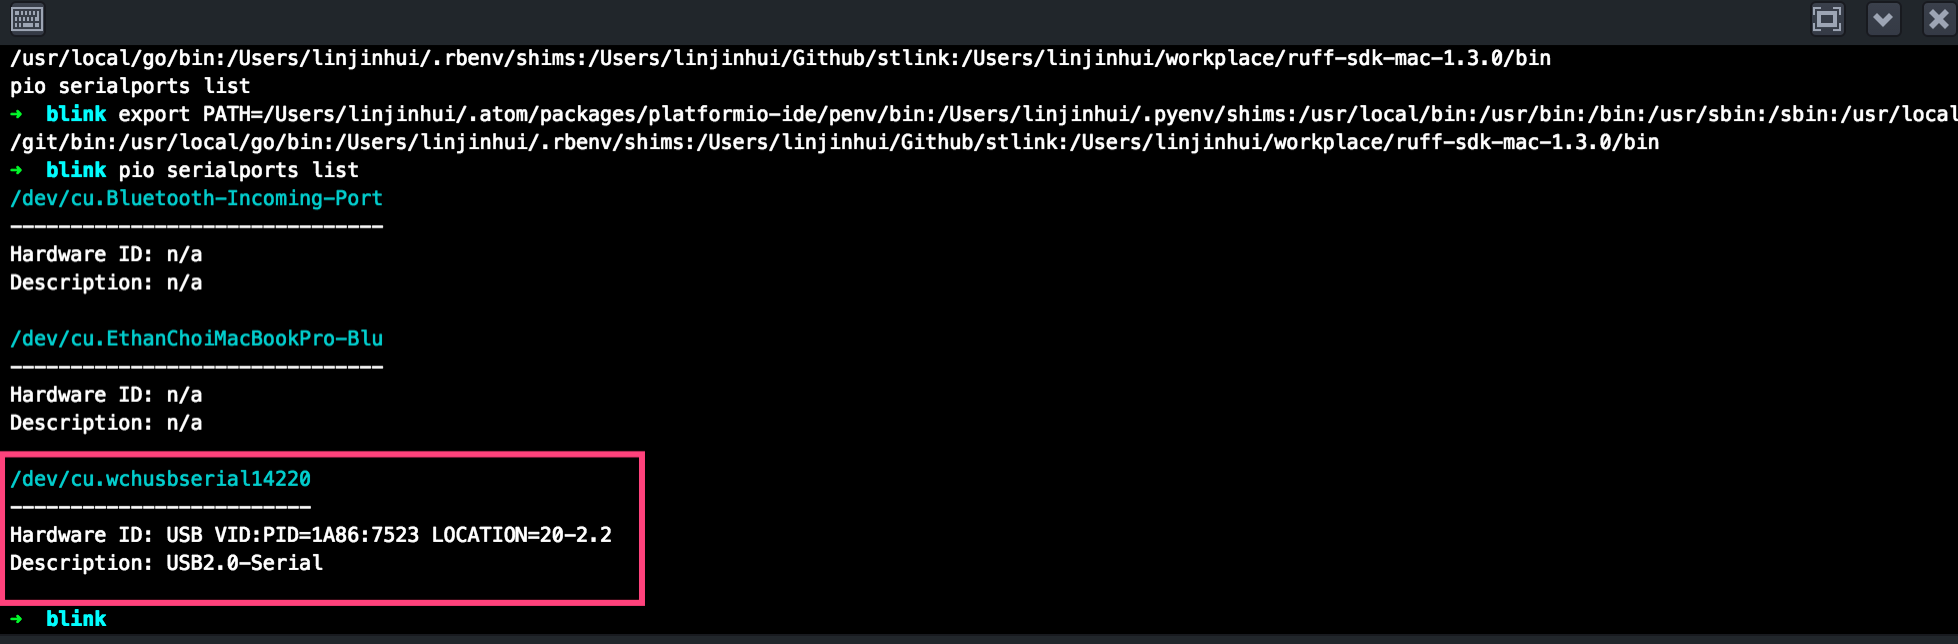 /usr/local/go/bin:/Users/linjinhui/.rbenv/shims:/Users/linjinhui/Github/stlink:/Users/linjinhui/workplace/ruff-sdk-mac-1.3.0/bin
pio serialports list
➜  blink export PATH=/Users/linjinhui/.atom/packages/platformio-ide/penv/bin:/Users/linjinhui/.pyenv/shims:/usr/local/bin:/usr/bin:/bin:/usr/sbin:/sbin:/usr/local
/git/bin:/usr/local/go/bin:/Users/linjinhui/.rbenv/shims:/Users/linjinhui/Github/stlink:/Users/linjinhui/workplace/ruff-sdk-mac-1.3.0/bin
➜  blink pio serialports list
/dev/cu.Bluetooth-Incoming-Port
-------------------------------
Hardware ID: n/a
Description: n/a
/dev/cu.EthanChoiMacBookPro-Blu
-------------------------------
Hardware ID: n/a
Description: n/a
/dev/cu.wchusbserial14220
-------------------------
Hardware ID: USB VID:PID=1A86:7523 LOCATION=20-2.2
Description: USB2.0-Serial
➜  blink